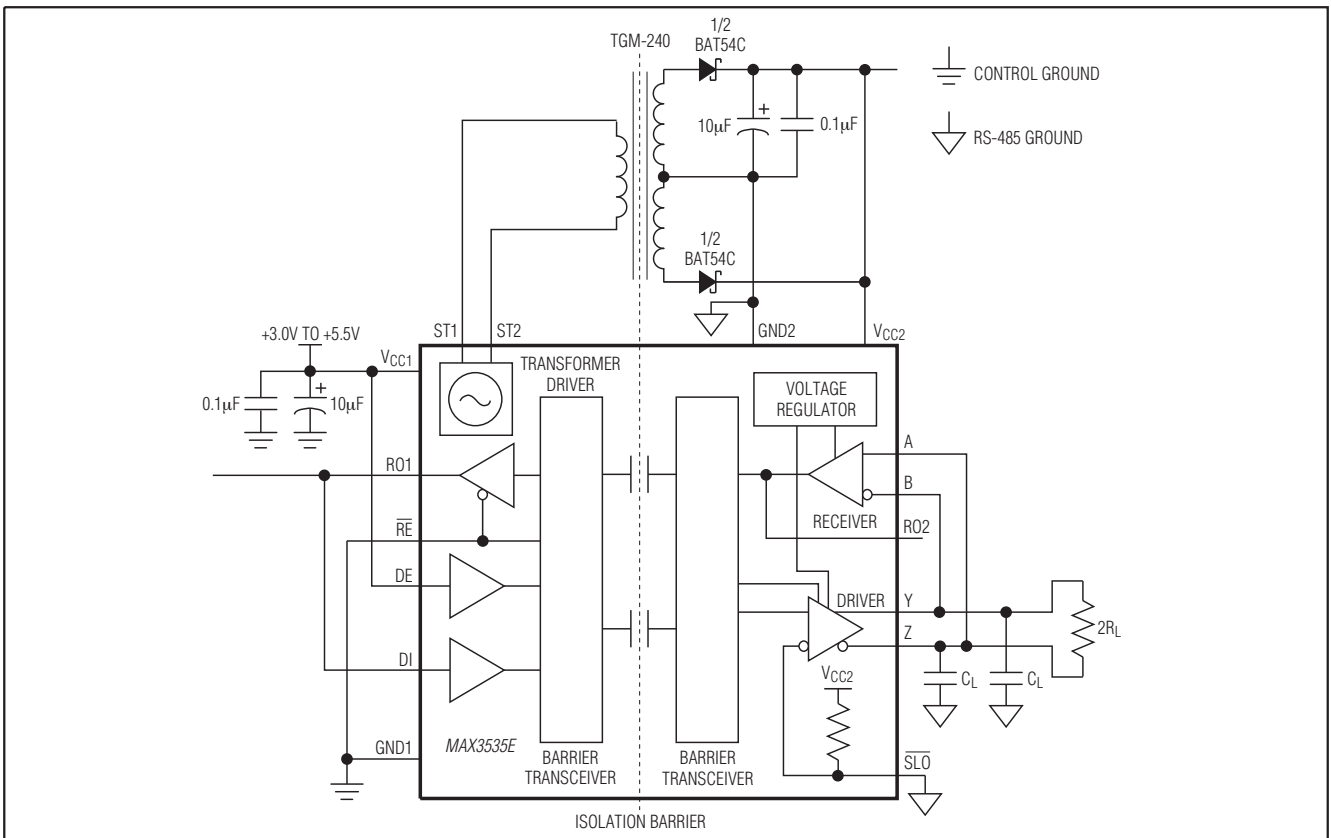 1/2
BAT54C
TGM-240
CONTROL GROUND
10µF
+
0.1µF
RS-485 GROUND
1/2
BAT54C
+3.0V TO +5.5V
ST1
ST2
GND2
VCC2
VCC1
TRANSFORMER
DRIVER
VOLTAGE
REGULATOR
0.1µF
+
10µF
A
RO1
B
RECEIVER
RO2
RE
DE
DRIVER
Y
Z
2RL
DI
VCC2
CL
CL
GND1
MAX3535E
BARRIER
TRANSCEIVER
BARRIER
TRANSCEIVER
SLO
ISOLATION BARRIER